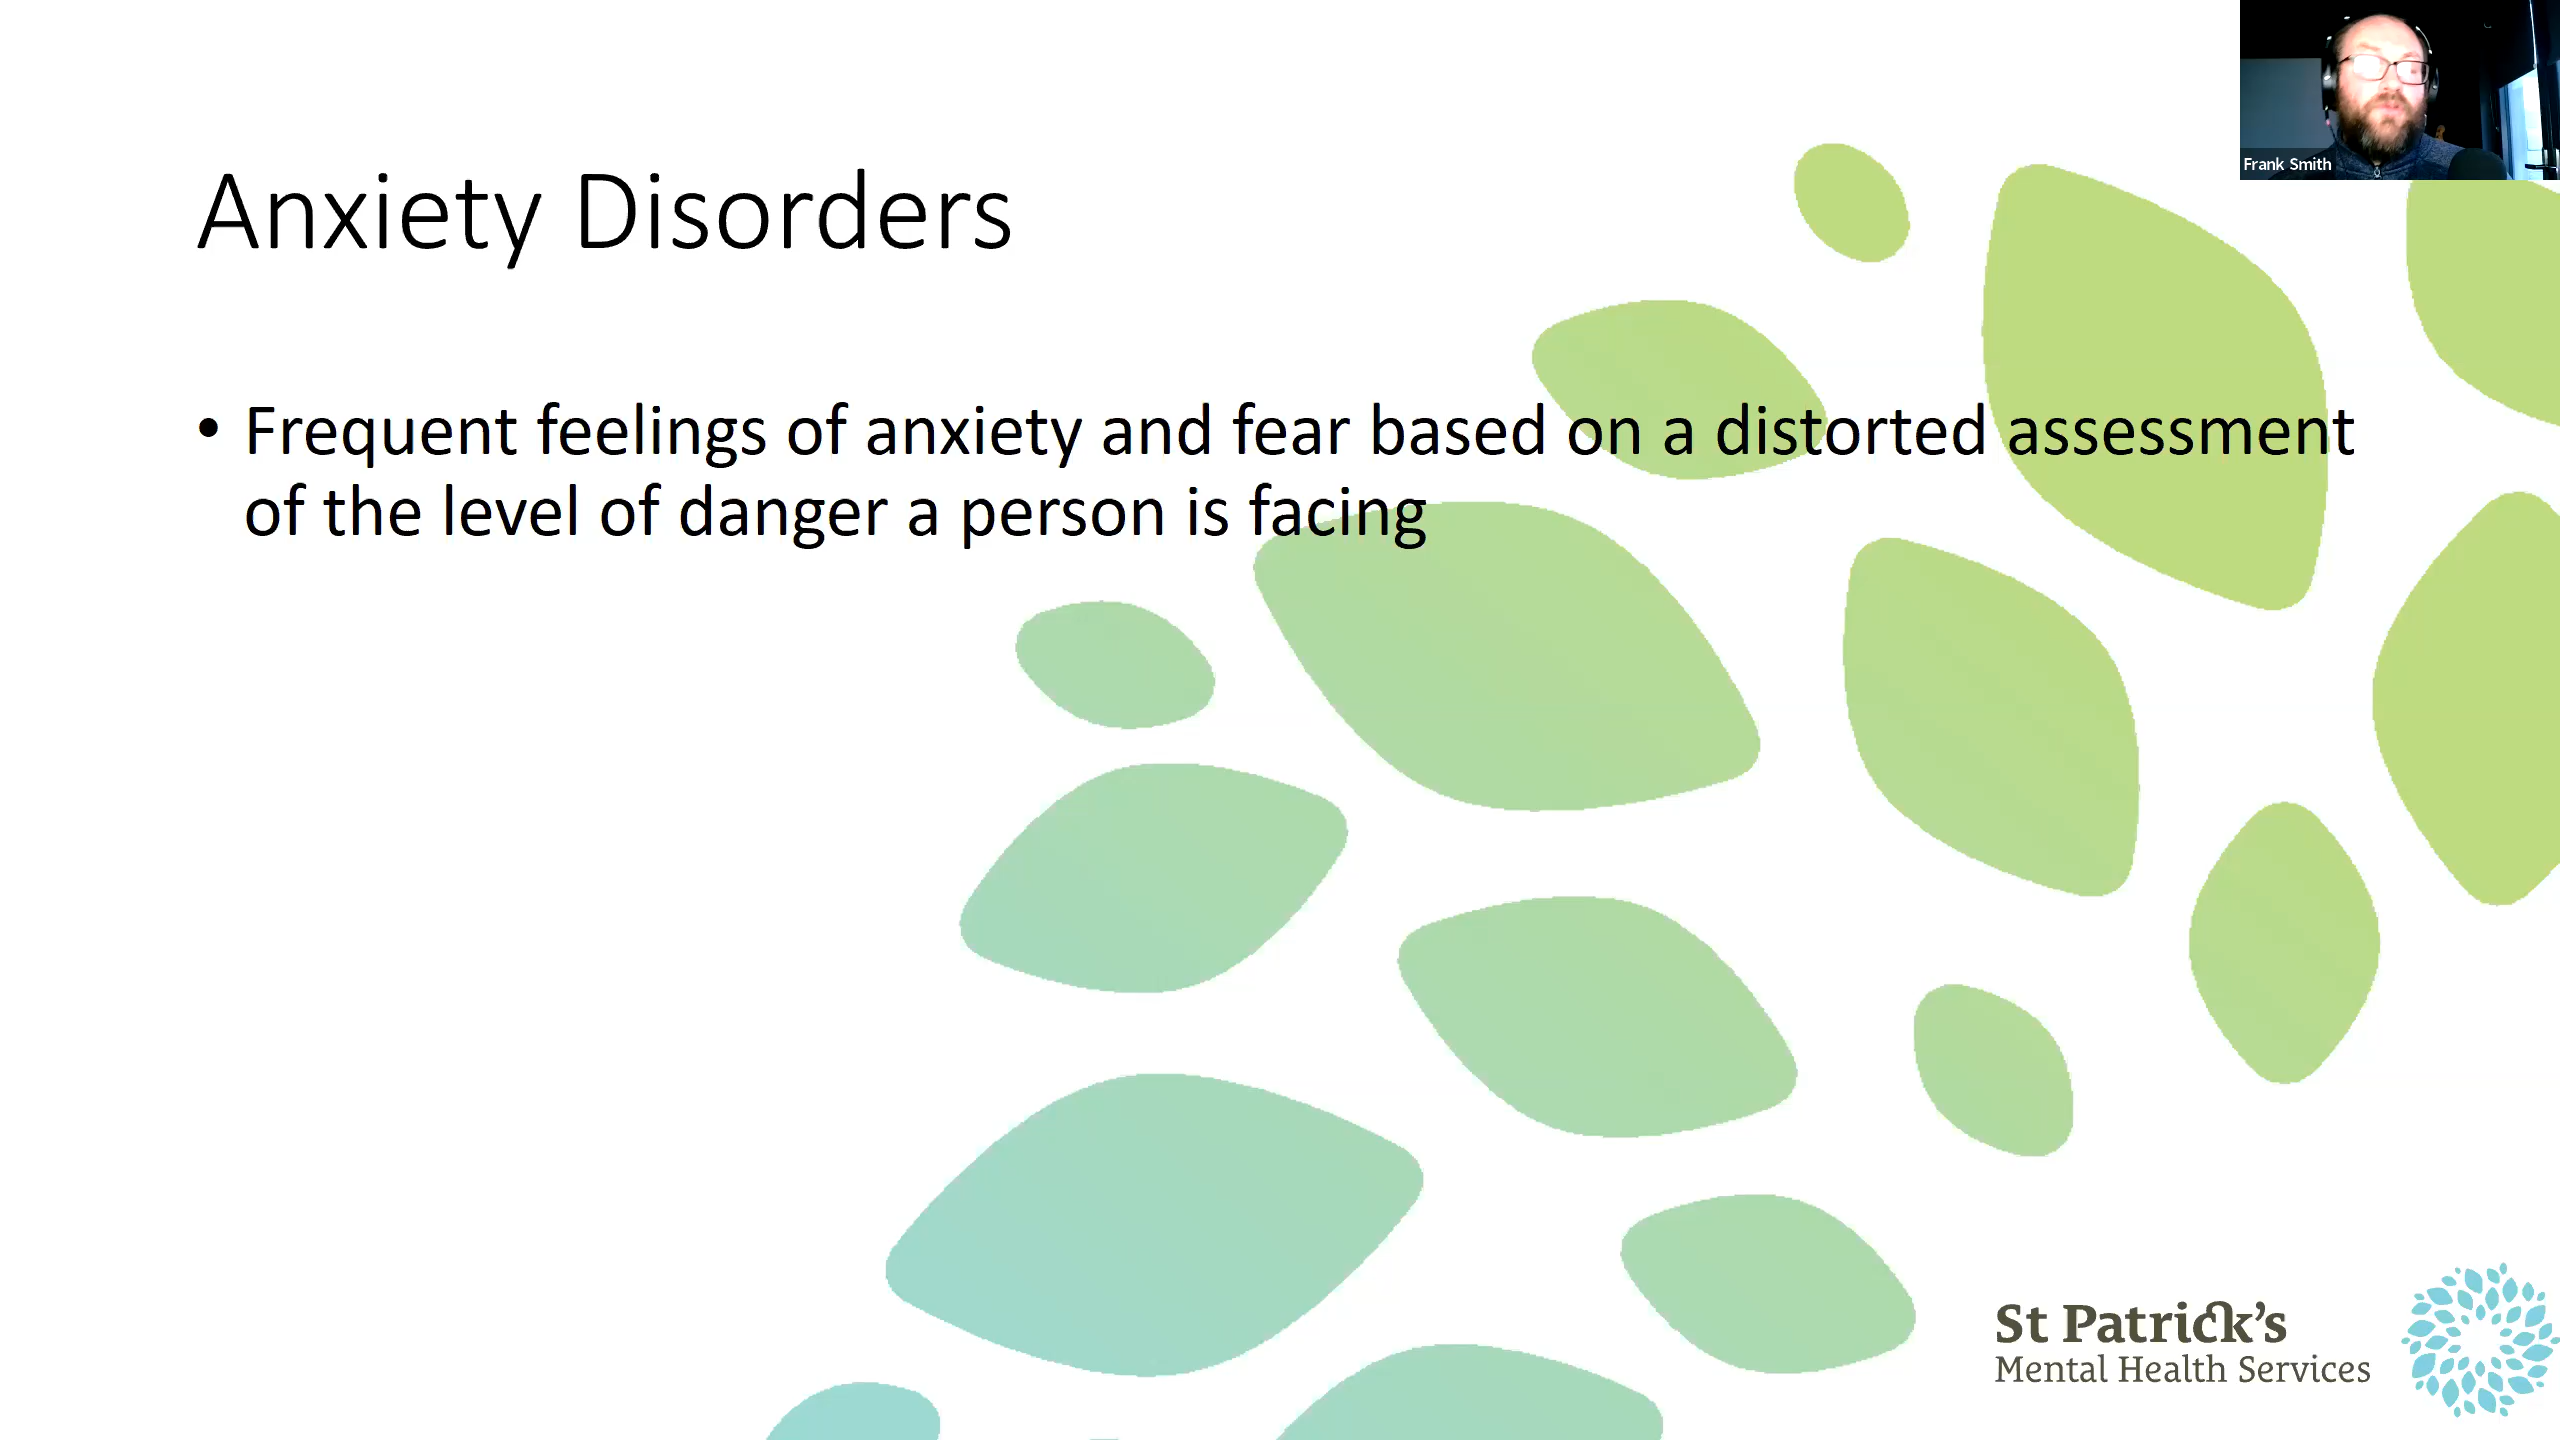 Frank Smith
Anxiety Disorders
• Frequent feelings of anxiety and fear based on a distorted assessment
of the level of danger a person is facing
St Patrick's
Mental Health Services